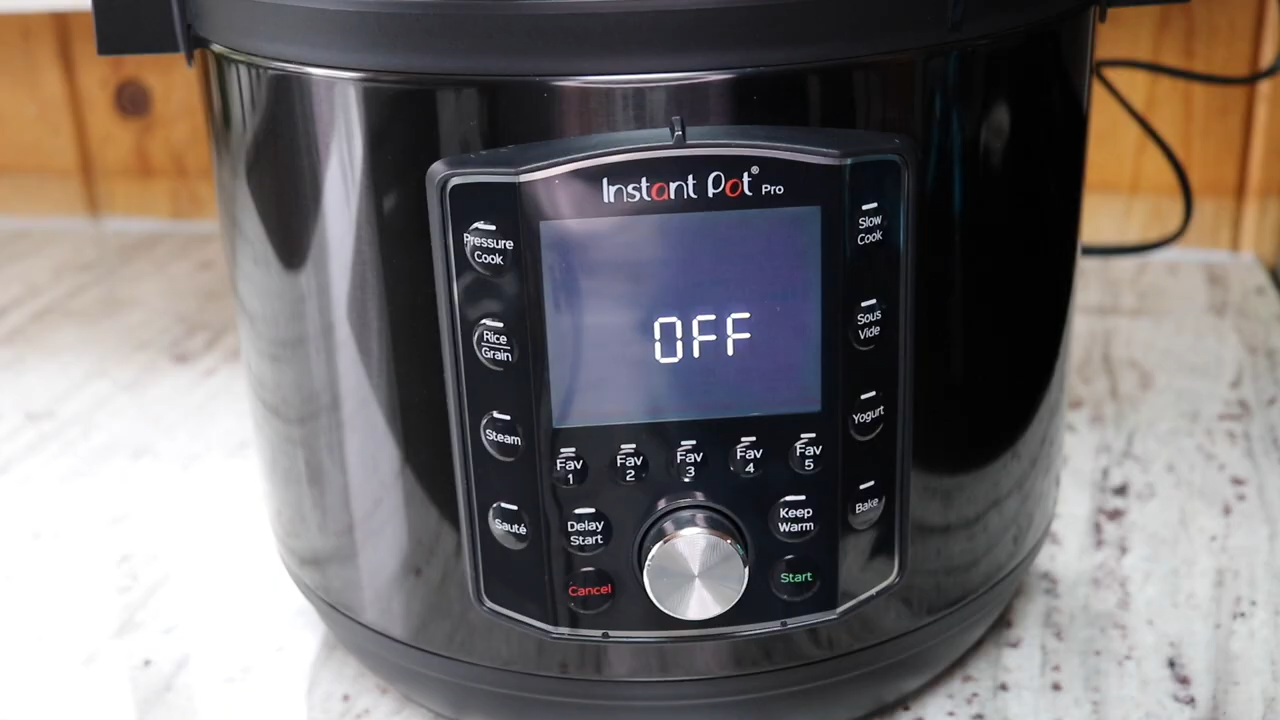 Instant Pot® Pro
OFF
Pressure
Cook
Rice
Grain
Steam
Sauté
Slow
Cook
Sous
Vide
Yogurt
Bake
Fav
1
Fav
2
Fav
3
Fav
4
Fav
5
Delay
Start
Keep
Warm
Cancel
Start